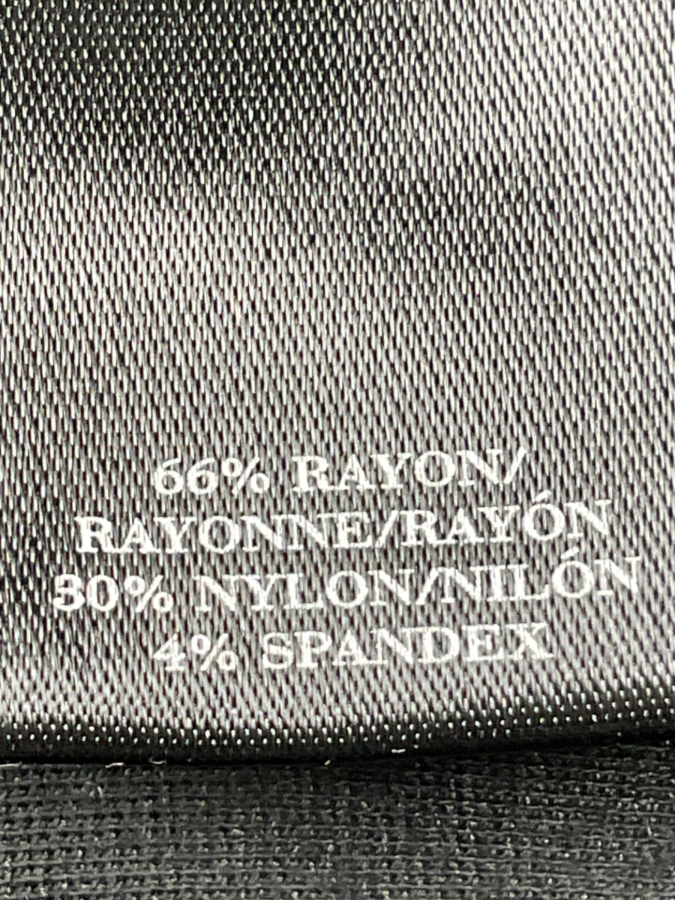 66% RAYON/
RAYONNE/RAYÓN
30% NYLON/NILÓN
4% SPANDEX